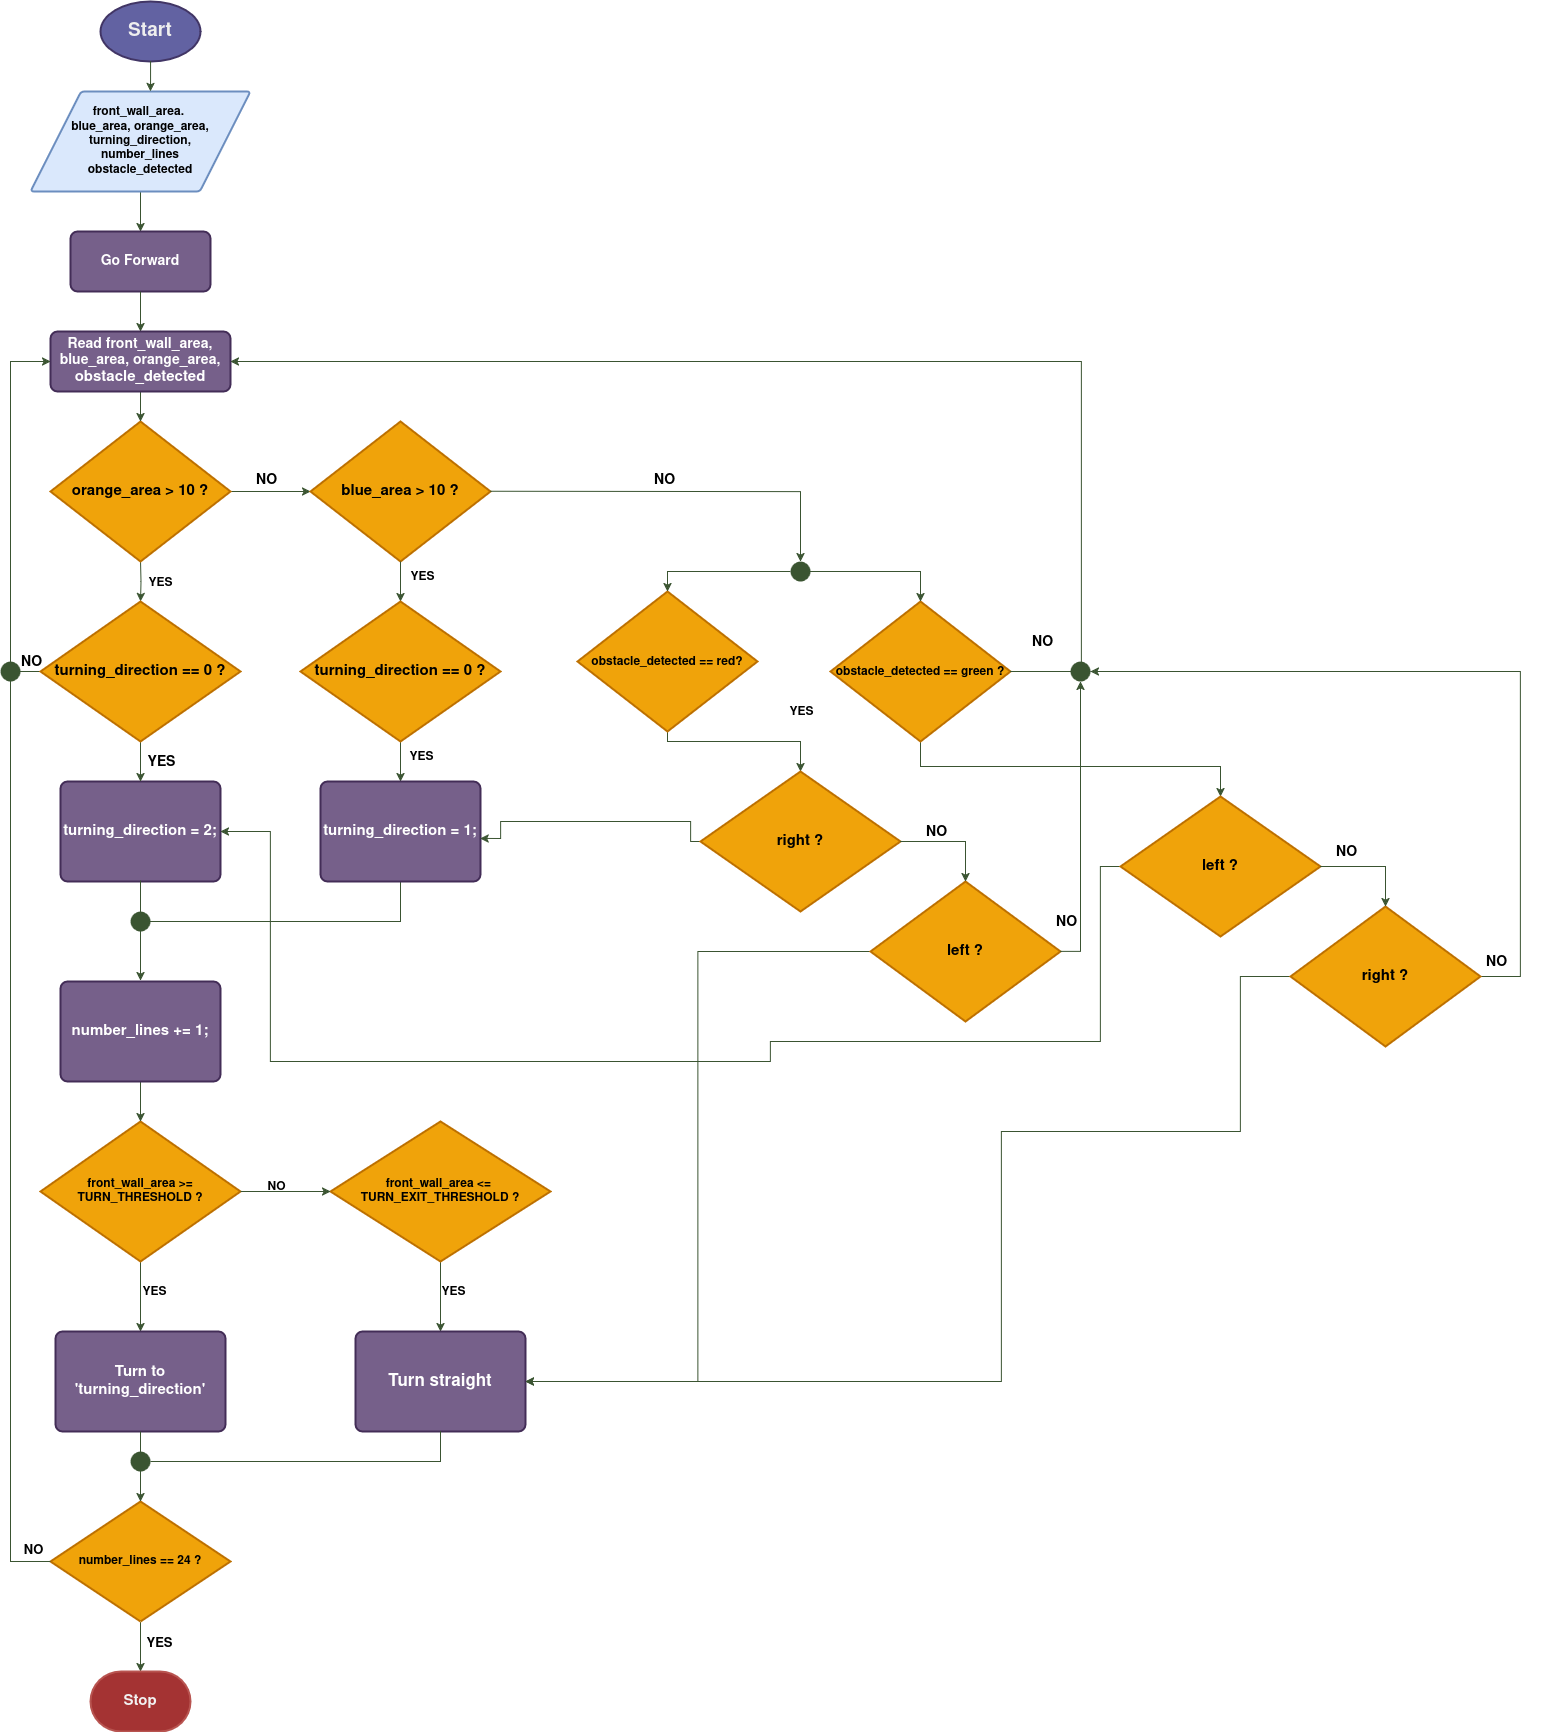 Start
front_wall_area.
blue_area, orange_area,
turning_direction,
number_lines
obstacle_detected
Go Forward
Read front_wall_area,
blue_area, orange_area,
obstacle_detected
orange_area > 10 ?
NO
blue_area > 10 ?
NO
YES
YES
turning_direction == 0 ?
NO
turning_direction == 0 ?
obstacle_detected == red?
obstacle_detected == green ?
NO
YES
YES
YES
turning_direction = 2;
turning_direction = 1;
right ?
NO
left ?
NO
left ?
NO
right ?
NO
number_lines += 1;
front_wall_area >=
TURN_THRESHOLD ?
NO
front_wall_area <=
TURN_EXIT_THRESHOLD ?
YES
YES
Turn to
'turning_direction'
Turn straight
number_lines == 24 ?
NO
YES
Stop